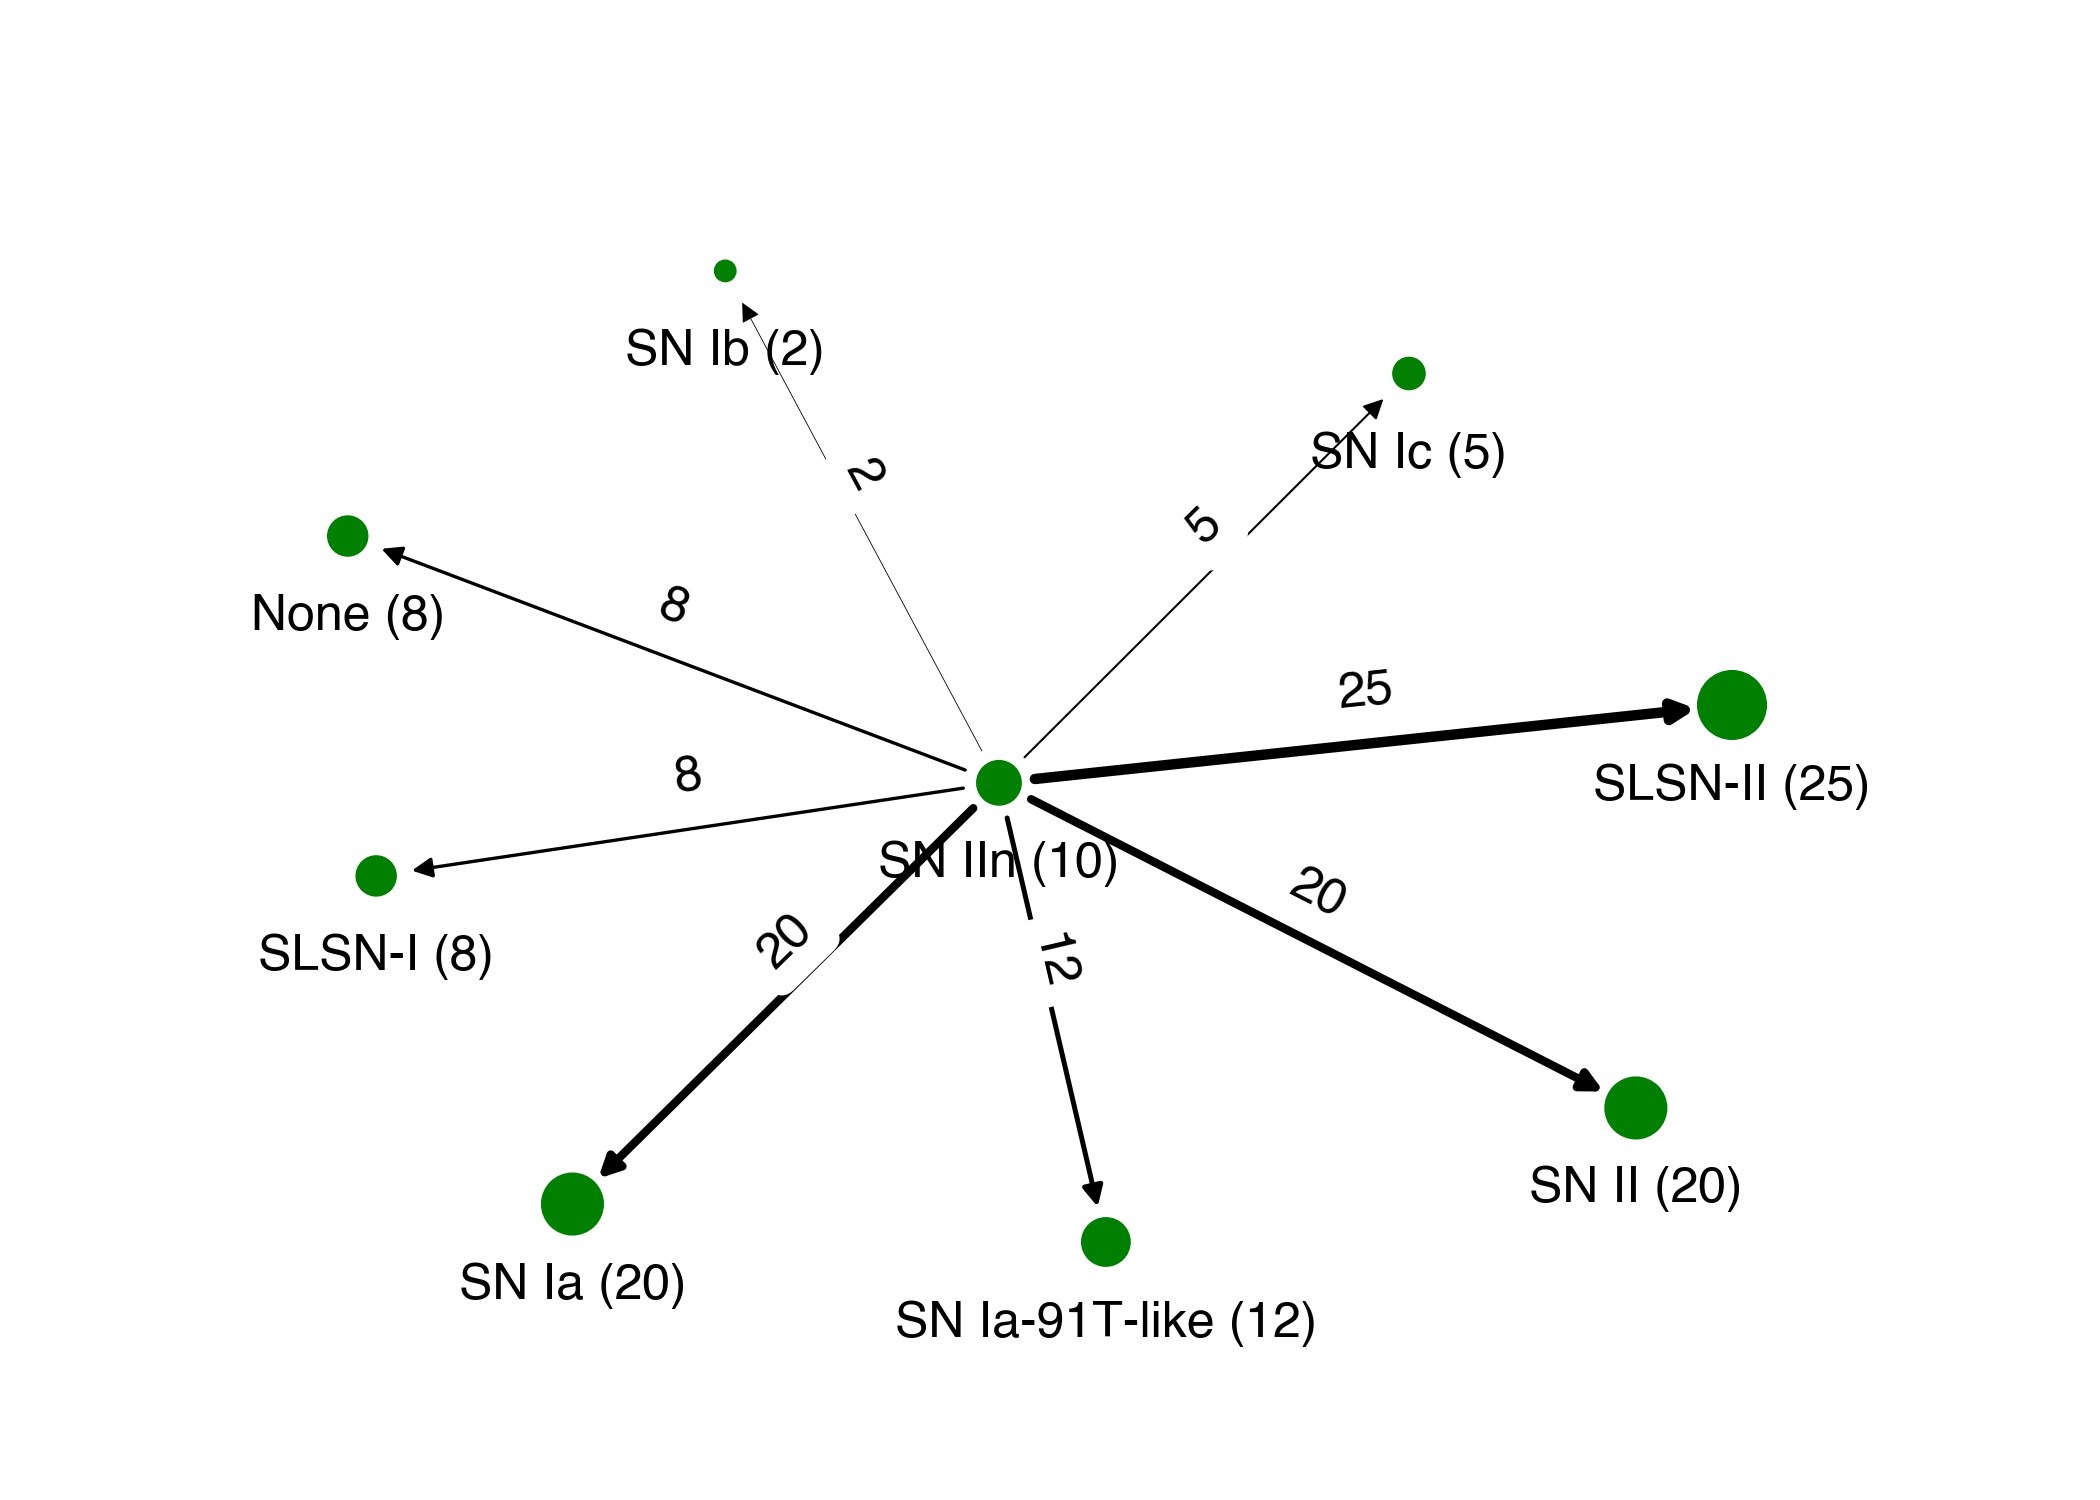 SN Ib (2)
SN Ic (5)
2
5
None (8)
8
25
SLSN-II (25)
8
SN IIn (10)
20
SLSN-I (8)
20
12
SN II (20)
SN Ia (20)
SN Ia-91T-like (12)